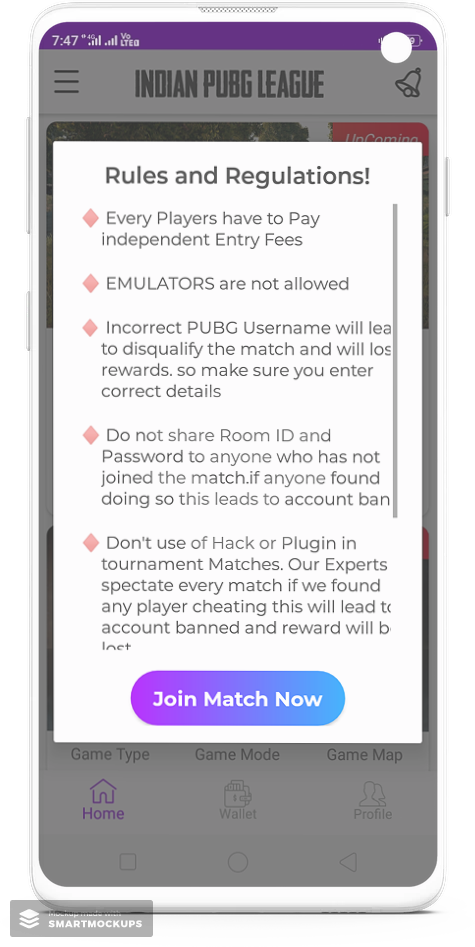 7:47 4G Vo LTE
INDIAN PUBG LEAGUE
UpComing
Rules and Regulations!
Every Players have to Pay
independent Entry Fees
EMULATORS are not allowed
Incorrect PUBG Username will lea
to disqualify the match and will los
rewards. so make sure you enter
correct details
Do not share Room ID and
Password to anyone who has not
joined the match.if anyone found
doing so this leads to account ban
Don't use of Hack or Plugin in
tournament Matches. Our Experts
spectate every match if we found
any player cheating this will lead to
account banned and reward will b
lost
Join Match Now
Game Type Game Mode Game Map
Home Wallet Profile
Mockup made with
SMARTMOCKUPS